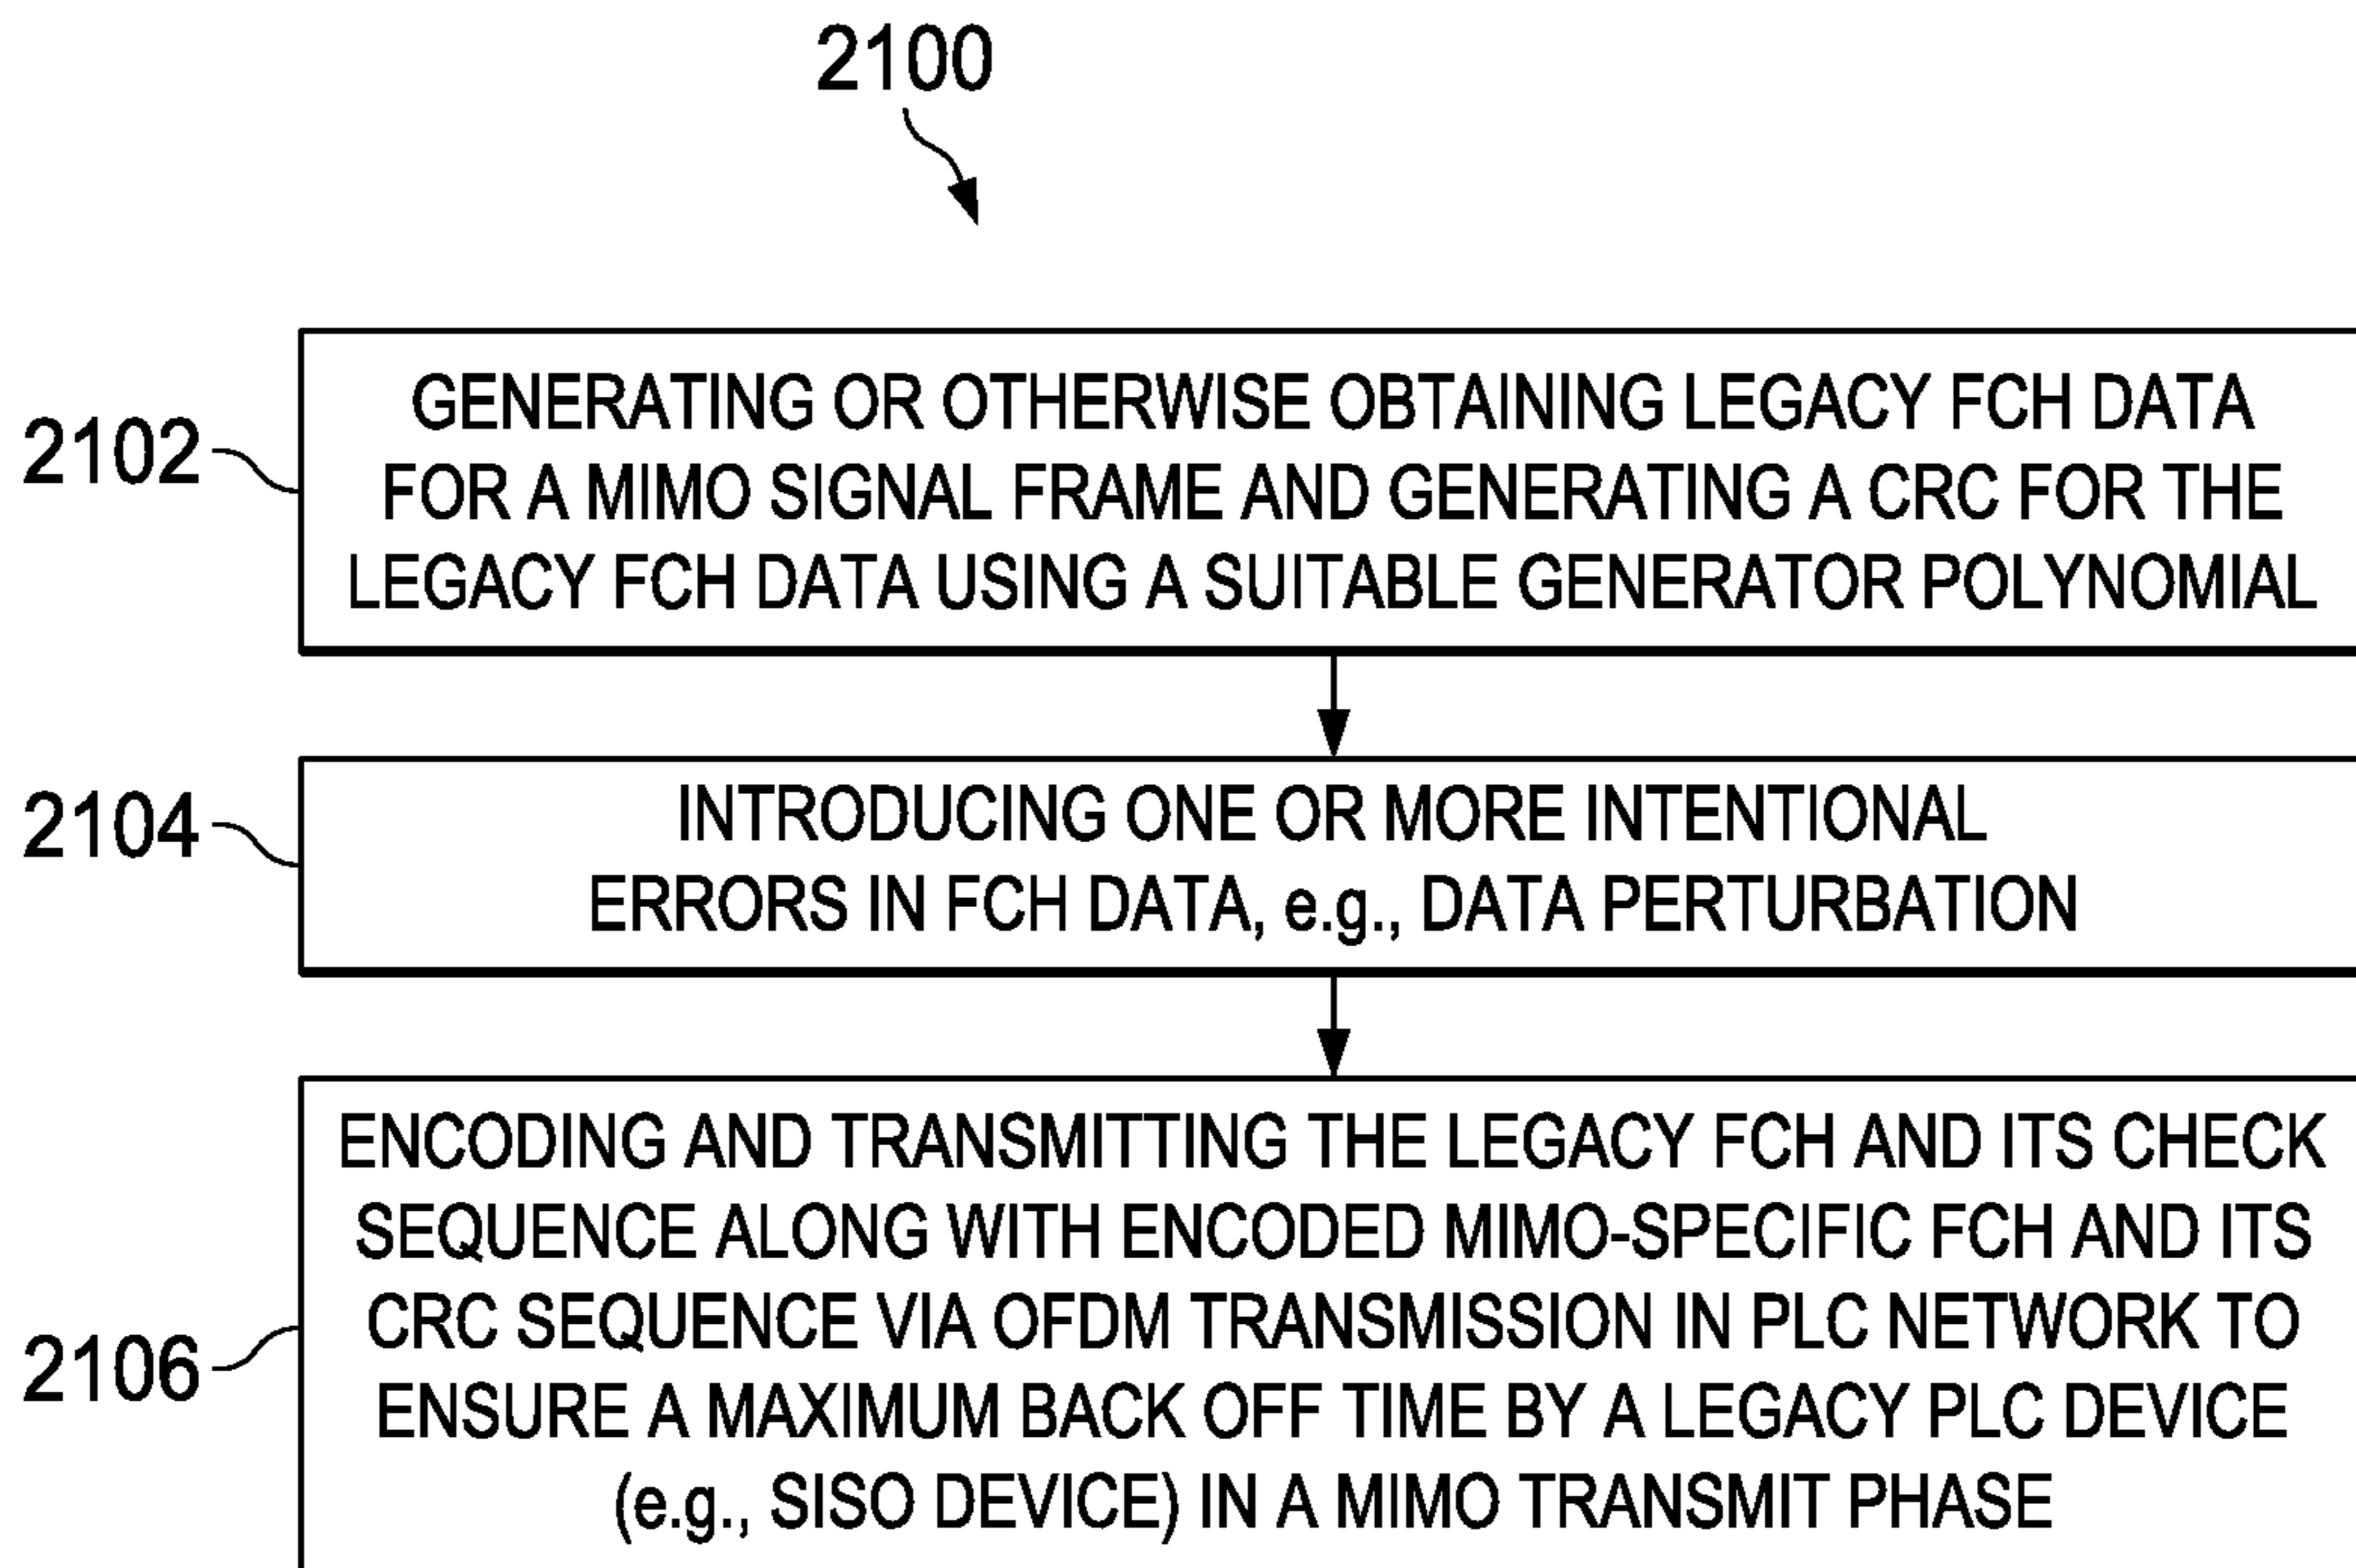 2100
2102
GENERATING OR OTHERWISE OBTAINING LEGACY FCH DATA
FOR A MIMO SIGNAL FRAME AND GENERATING A CRC FOR THE
LEGACY FCH DATA USING A SUITABLE GENERATOR POLYNOMIAL
2104
INTRODUCING ONE OR MORE INTENTIONAL
ERRORS IN FCH DATA, e.g., DATA PERTURBATION
2106
ENCODING AND TRANSMITTING THE LEGACY FCH AND ITS CHECK
SEQUENCE ALONG WITH ENCODED MIMO-SPECIFIC FCH AND ITS
CRC SEQUENCE VIA OFDM TRANSMISSION IN PLC NETWORK TO
ENSURE A MAXIMUM BACK OFF TIME BY A LEGACY PLC DEVICE
(e.g., SISO DEVICE) IN A MIMO TRANSMIT PHASE